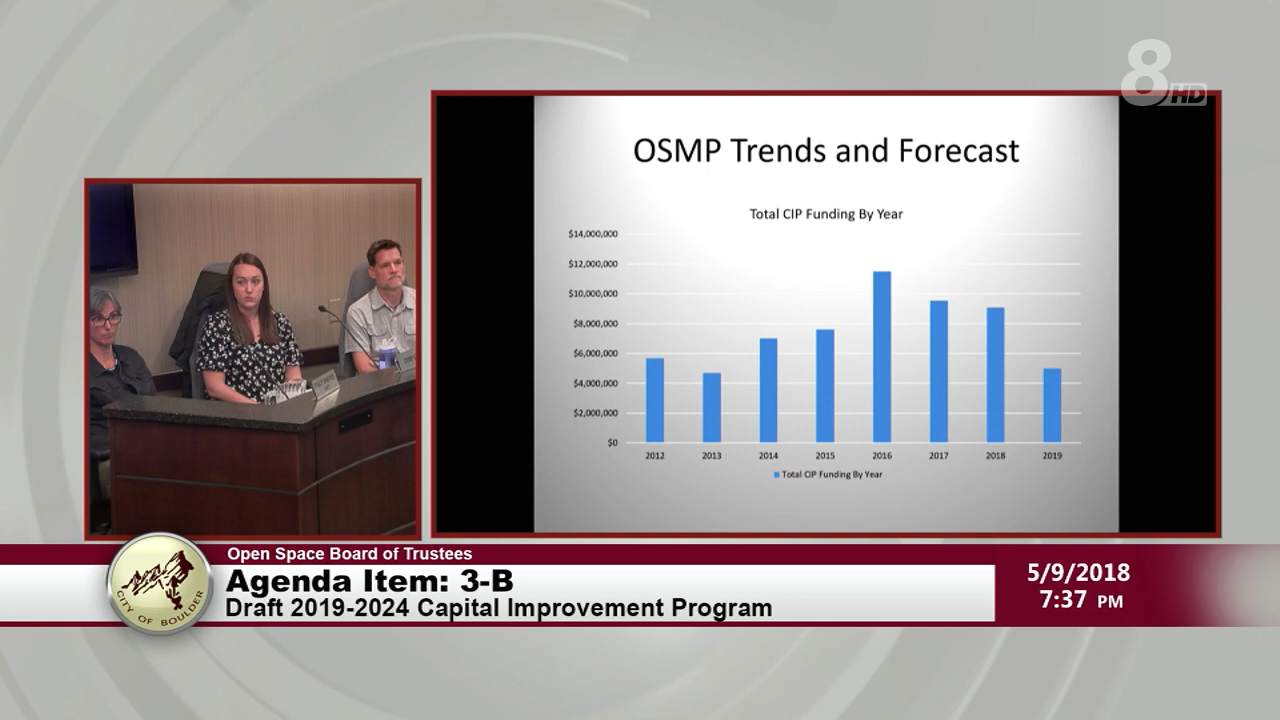 8
HD
OSMP Trends and Forecast
Total CIP Funding By Year
$14,000,000
$12,000,000
$10,000,000
$8,000,000
$6,000,000
$4,000,000
$2,000,000
$0
2012 2013 2014 2015 2016 2017 2018 2019
Total CIP Funding By Year
Open Space Board of Trustees
Agenda Item: 3-B
Draft 2019-2024 Capital Improvement Program
CITY OF BOULDER
5/9/2018
7:37 PM